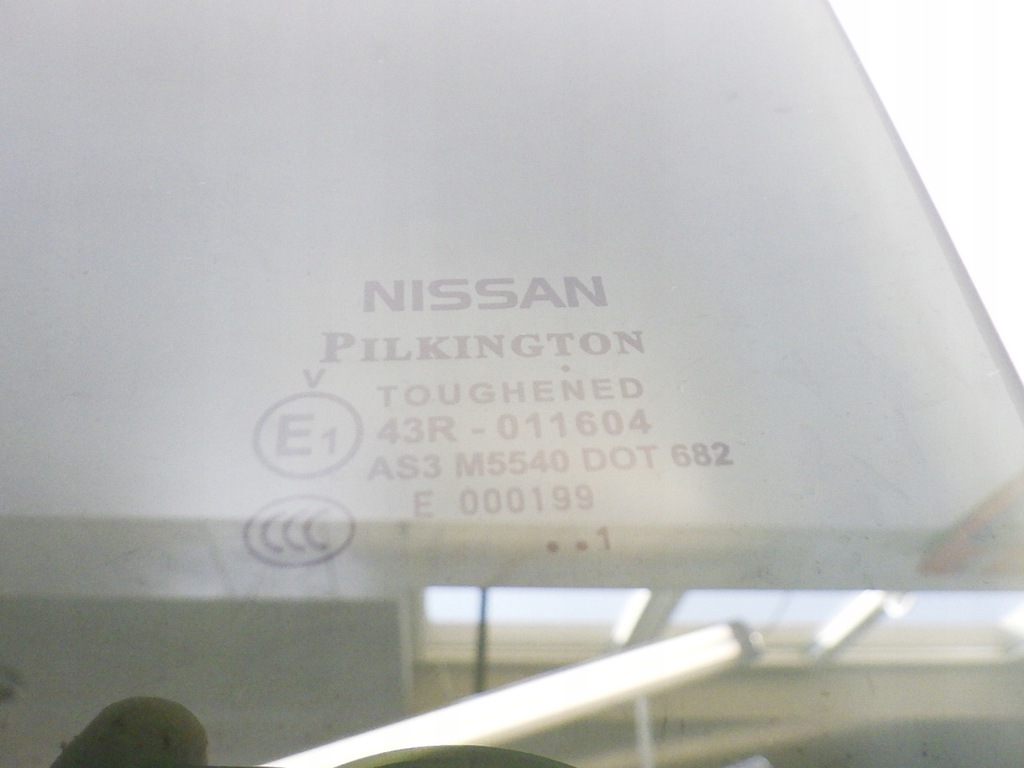 NISSAN
PILKINGTON
V
TOUGHENED
E1
43R - 011604
AS3 M5540 DOT 682
E 000199
CCC
. . 1